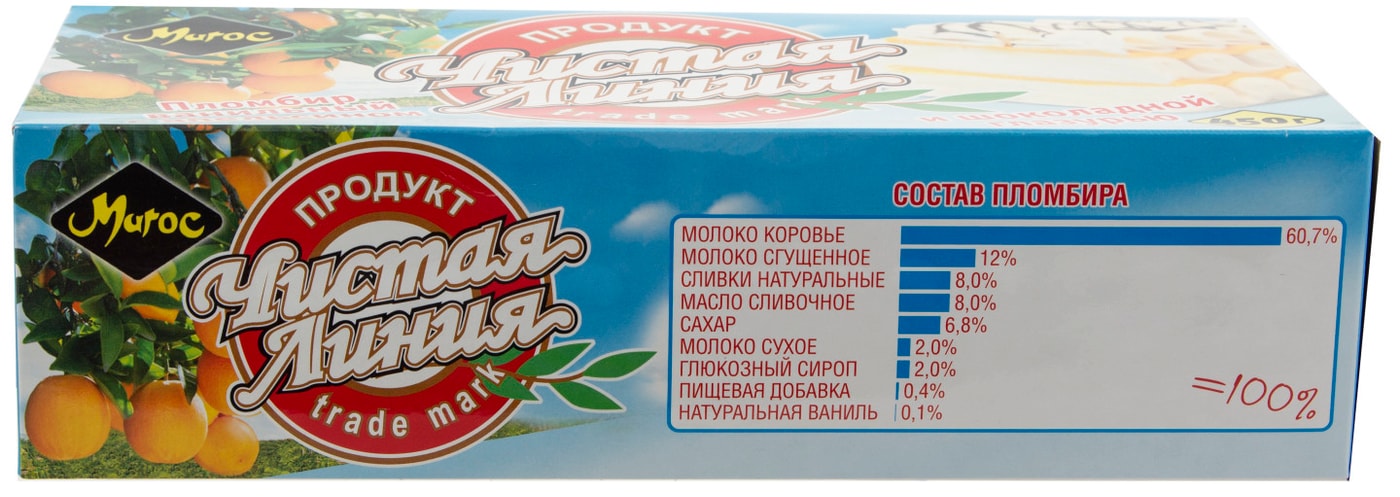 Мигос
ПРОДУКТ
Чистая
Линия
trade mark
Пломбир
и шоколадной
450г
Мигос
ПРОДУКТ
Чистая
Линия
trade mark
СОСТАВ ПЛОМБИРА
МОЛОКО КОРОВЬЕ 60,7%
МОЛОКО СГУЩЕННОЕ 12%
СЛИВКИ НАТУРАЛЬНЫЕ 8,0%
МАСЛО СЛИВОЧНОЕ 8,0%
САХАР 6,8%
МОЛОКО СУХОЕ 2,0%
ГЛЮКОЗНЫЙ СИРОП 2,0%
ПИЩЕВАЯ ДОБАВКА 0,4%
НАТУРАЛЬНАЯ ВАНИЛЬ 0,1%
=100%